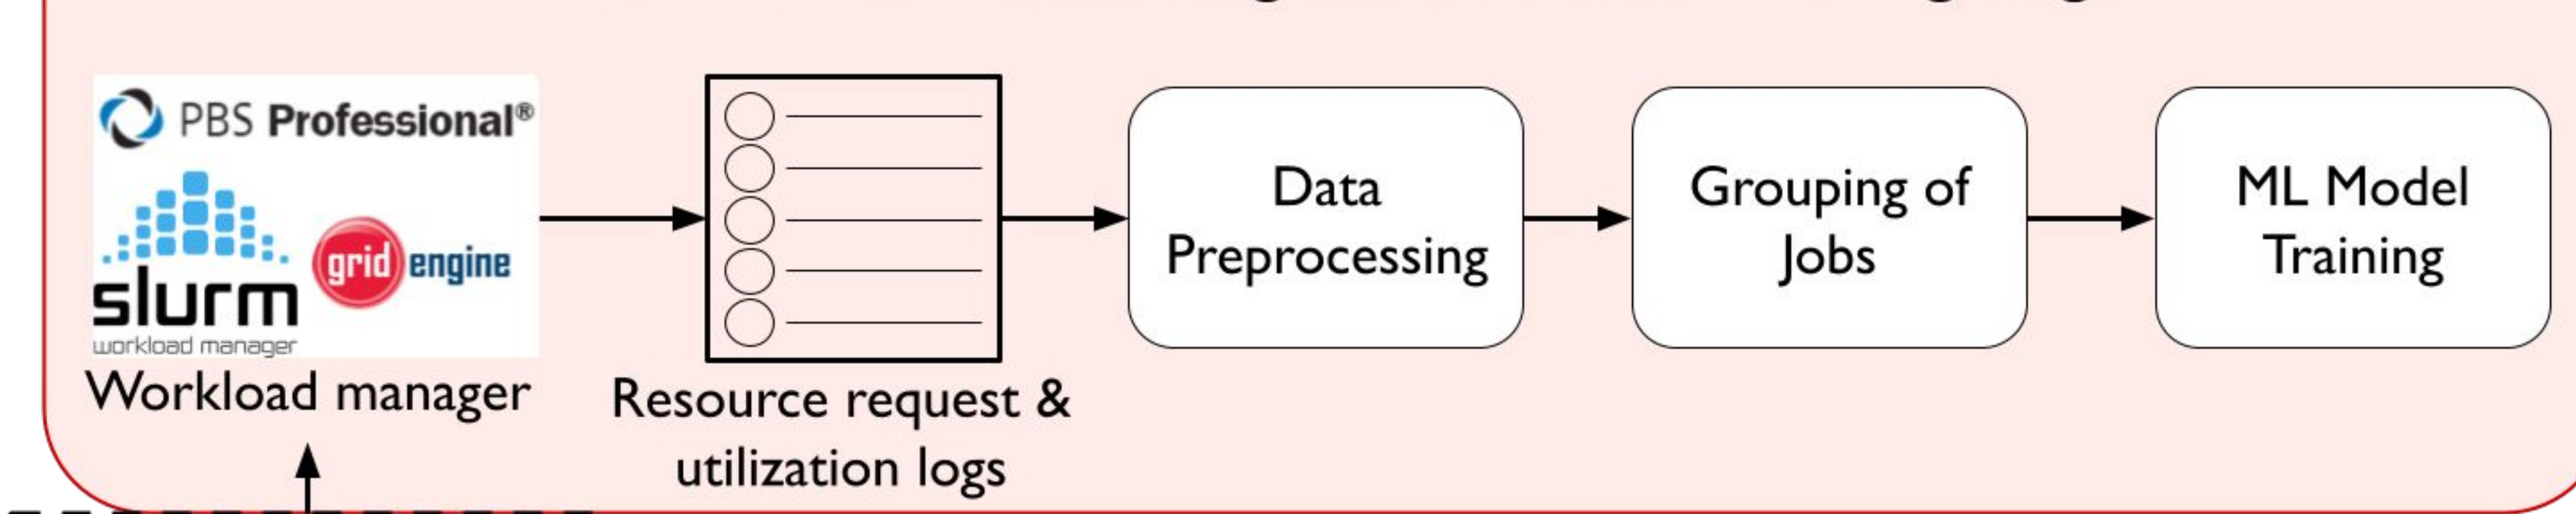 PBS Professional®
slurm
workload manager
grid engine
Workload manager
Resource request &
utilization logs
Data
Preprocessing
Grouping of
Jobs
ML Model
Training